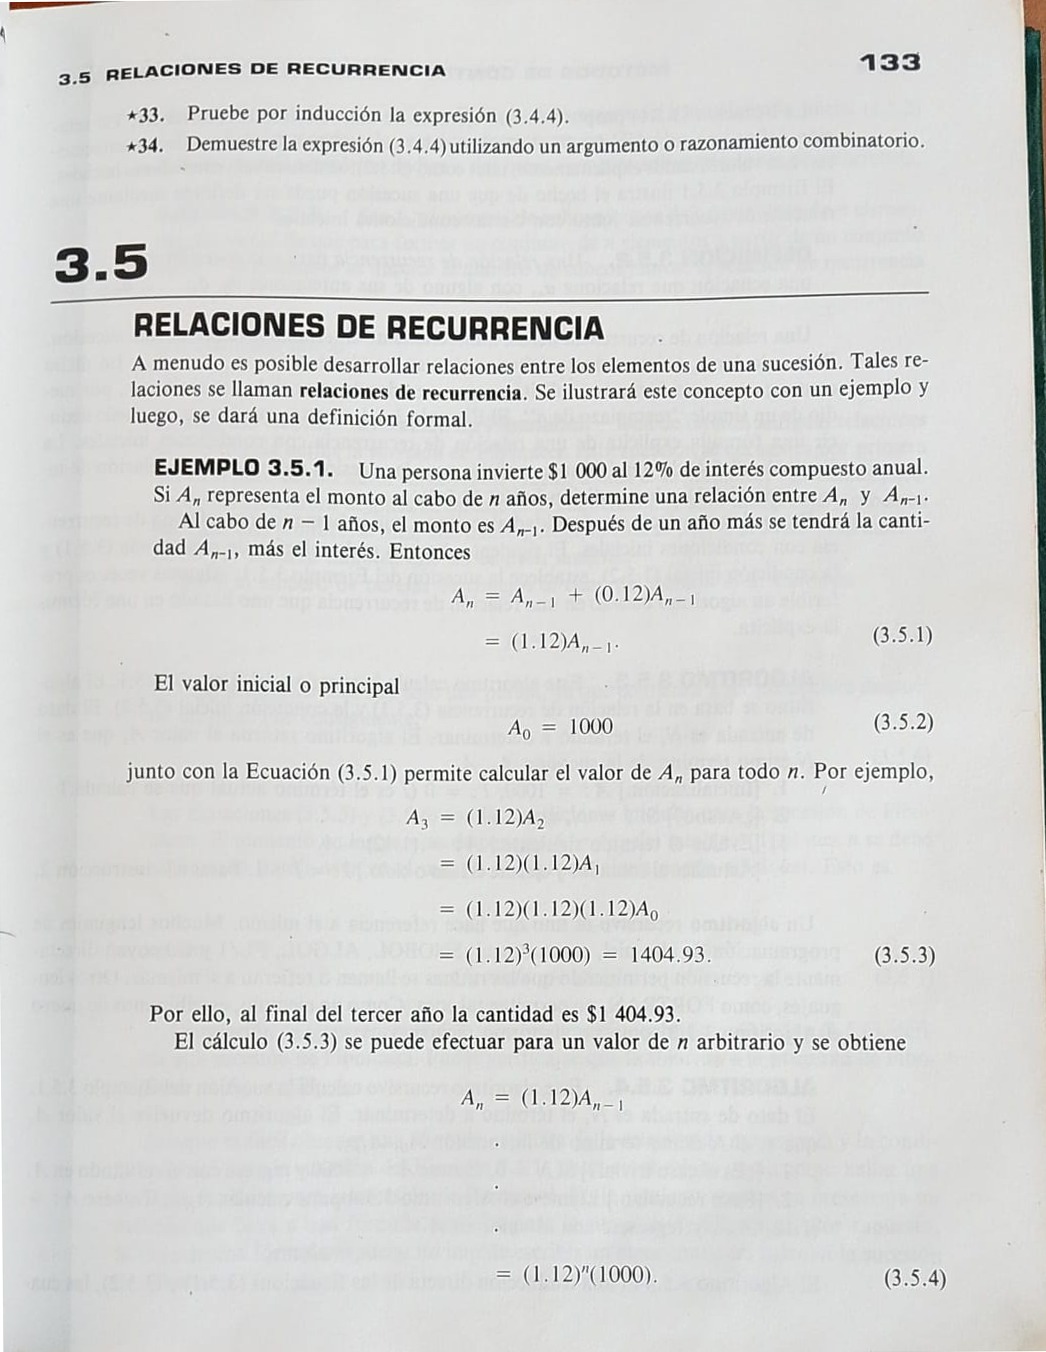 3.5 RELACIONES DE RECURRENCIA 133
★33. Pruebe por inducción la expresión (3.4.4).
★34. Demuestre la expresión (3.4.4) utilizando un argumento o razonamiento combinatorio.
3.5
RELACIONES DE RECURRENCIA
A menudo es posible desarrollar relaciones entre los elementos de una sucesión. Tales re-
laciones se llaman relaciones de recurrencia. Se ilustrará este concepto con un ejemplo y
luego, se dará una definición formal.
EJEMPLO 3.5.1. Una persona invierte $1 000 al 12% de interés compuesto anual.
Si Aₙ representa el monto al cabo de n años, determine una relación entre Aₙ y Aₙ₋₁.
Al cabo de n − 1 años, el monto es Aₙ₋₁. Después de un año más se tendrá la canti-
dad Aₙ₋₁, más el interés. Entonces
Aₙ = Aₙ₋₁ + (0.12)Aₙ₋₁
= (1.12)Aₙ₋₁. (3.5.1)
El valor inicial o principal
A₀ = 1000 (3.5.2)
junto con la Ecuación (3.5.1) permite calcular el valor de Aₙ para todo n. Por ejemplo,
A₃ = (1.12)A₂
= (1.12)(1.12)A₁
= (1.12)(1.12)(1.12)A₀
= (1.12)³(1000) = 1404.93. (3.5.3)
Por ello, al final del tercer año la cantidad es $1 404.93.
El cálculo (3.5.3) se puede efectuar para un valor de n arbitrario y se obtiene
Aₙ = (1.12)Aₙ₋₁
.
.
.
= (1.12)ⁿ(1000). (3.5.4)